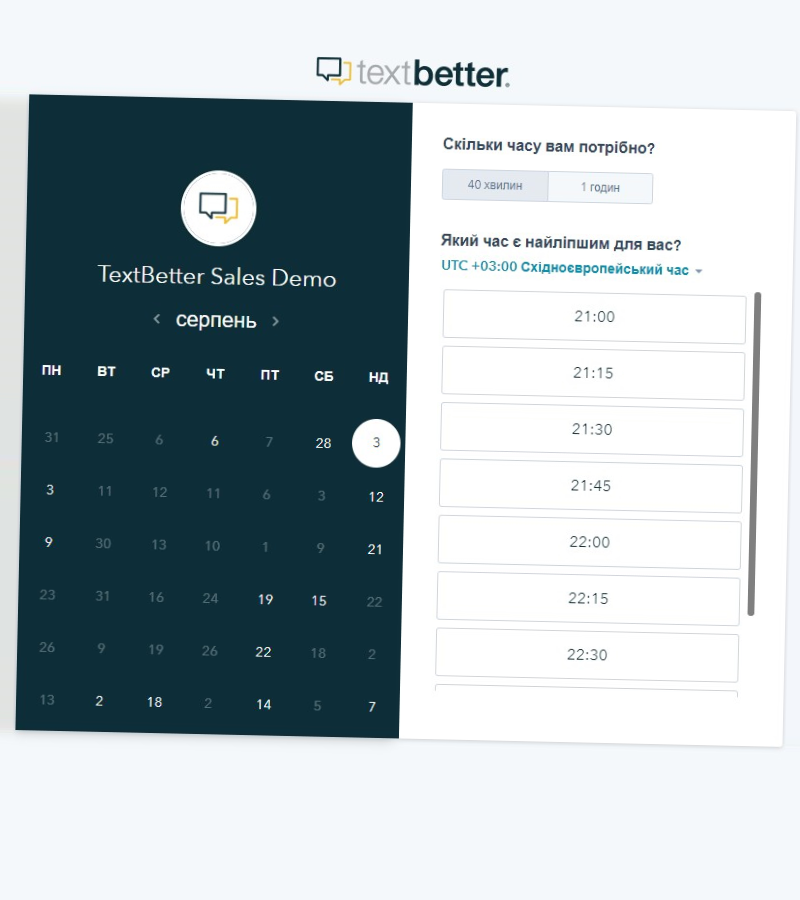 textbetter.
TextBetter Sales Demo
серпень
ПН ВТ СР ЧТ ПТ СБ НД
31 25 6 6 7 28 3
3 11 12 11 6 3 12
9 30 13 10 1 9 21
23 31 16 24 19 15 22
26 9 19 26 22 18 2
13 2 18 2 14 5 7
Скільки часу вам потрібно?
40 хвилин 1 годин
Який час є найліпшим для вас?
UTC +03:00 Східноєвропейський час
21:00
21:15
21:30
21:45
22:00
22:15
22:30